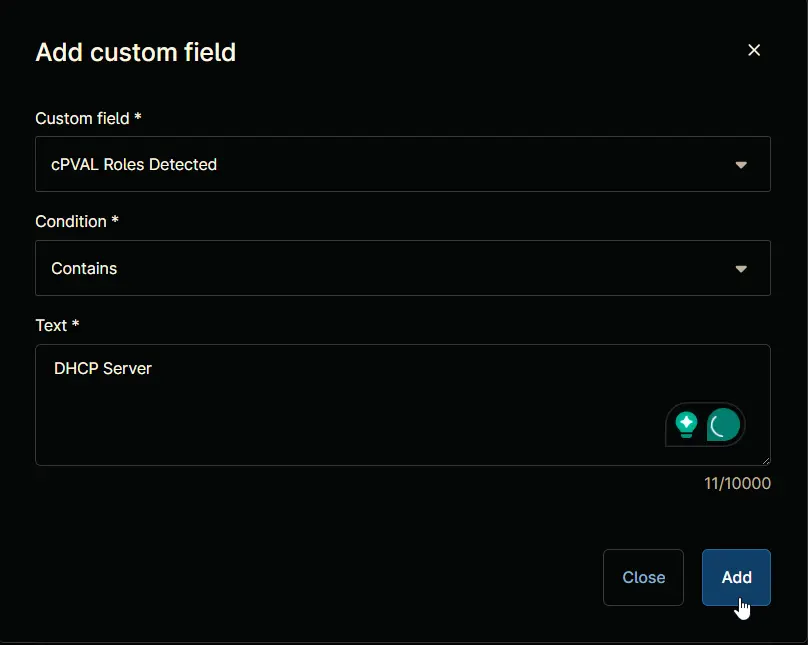 Add custom field
Custom field *
cPVAL Roles Detected
Condition *
Contains
Text *
DHCP Server
11/10000
Close
Add